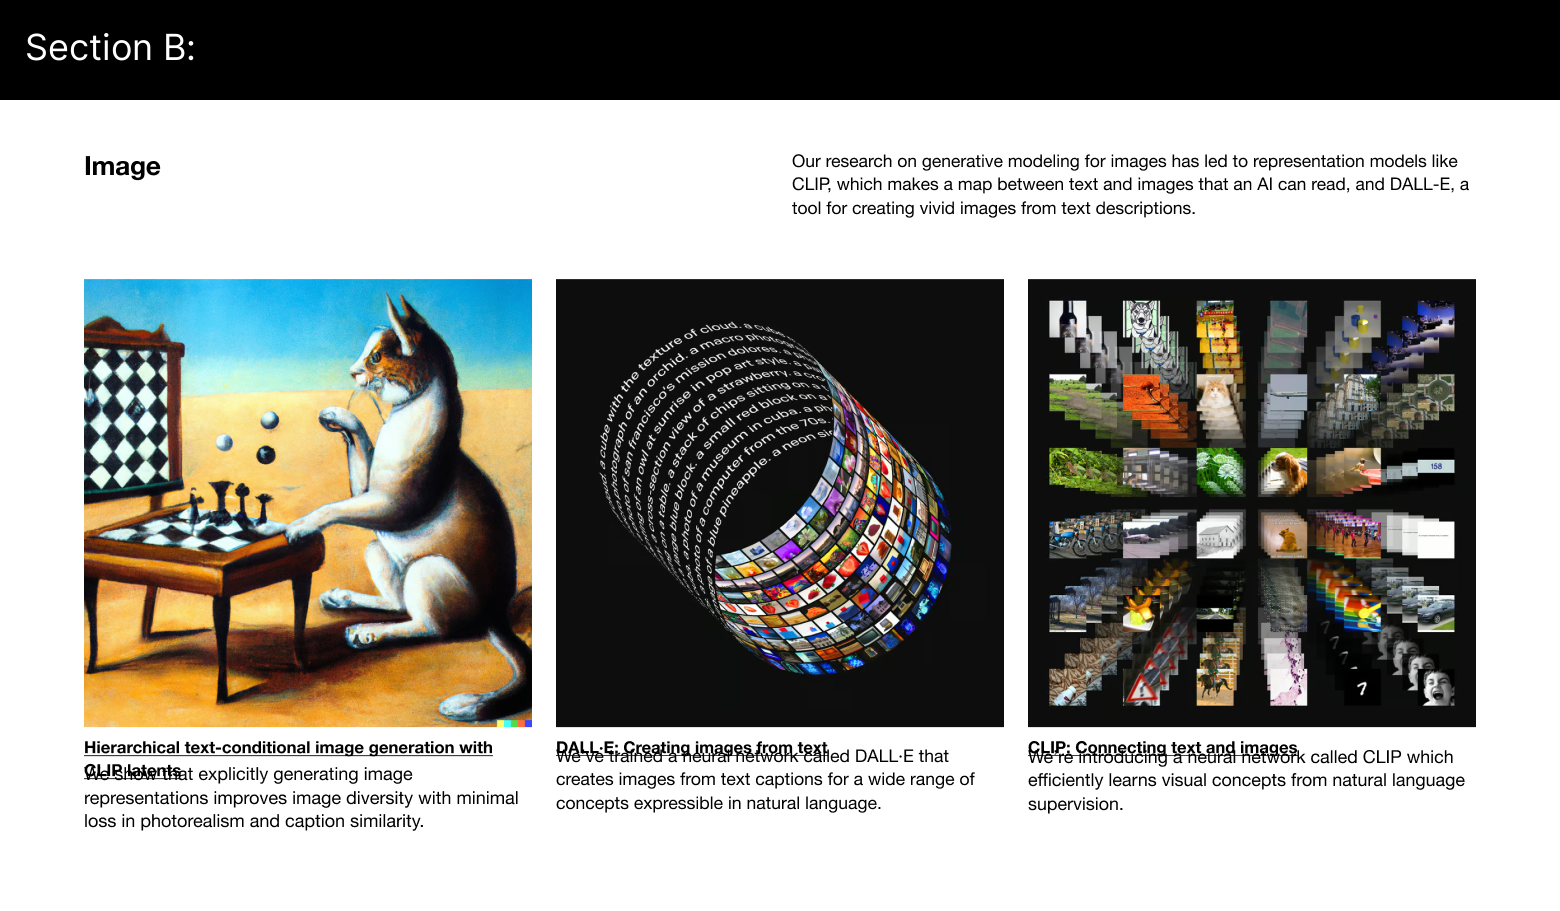 Section B:
Image
Our research on generative modeling for images has led to representation models like
CLIP, which makes a map between text and images that an AI can read, and DALL-E, a
tool for creating vivid images from text descriptions.
a cube with the texture of cloud. a cube
photograph of an orchid. a macro photo
of san francisco's mission dolores. a
of an owl at sunrise in pop art style. a
section view of a strawberry. a
a table. a stack of chips sitting on a
blue block. a small red block on
a photo of a museum in cuba. a ph
photo of a computer from the 70s.
of a blue pineapple. a neon si
158
7
Hierarchical text-conditional image generation with
CLIP latents
We show that explicitly generating image
representations improves image diversity with minimal
loss in photorealism and caption similarity.
DALL·E: Creating images from text
We've trained a neural network called DALL·E that
creates images from text captions for a wide range of
concepts expressible in natural language.
CLIP: Connecting text and images
We're introducing a neural network called CLIP which
efficiently learns visual concepts from natural language
supervision.